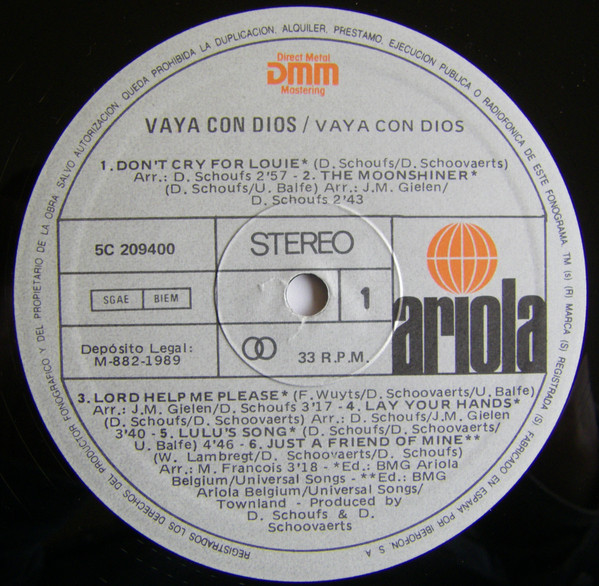 SALVO AUTORIZACION QUEDA PROHIBIDA LA DUPLICACION, ALQUILER, PRESTAMO, EJECUCION PUBLICA O RADIOFONICA DE ESTE FONOGRAMA. TM (s) (R) MARCA (S) REGISTRADA (S) FABRICADO EN ESPAÑA POR IBEROFON, S. A.
Direct Metal
DMM
Mastering
VAYA CON DIOS / VAYA CON DIOS
1. DON'T CRY FOR LOUIE* (D. Schoufs/D. Schoovaerts)
Arr.: D. Schoufs 2'57 - 2. THE MOONSHINER*
(D. Schoufs/U. Balfe) Arr.: J.M. Gielen/
D. Schoufs 2'43
5C 209400
STEREO
SGAE BIEM
1
ariola
Depósito Legal:
M-882-1989
33 R.P.M.
3. LORD HELP ME PLEASE* (F. Wuyts/D. Schoovaerts/U. Balfe)
Arr.: J.M. Gielen/D. Schoufs 3'17 - 4. LAY YOUR HANDS*
(D. Schoufs/D. Schoovaerts) Arr.: D. Schoufs/J.M. Gielen
3'40 - 5. LULU'S SONG* (D. Schoufs/D. Schoovaerts/
U. Balfe) 4'46 - 6. JUST A FRIEND OF MINE**
(W. Lambregt/D. Schoovaerts/D. Schoufs)
Arr.: M. Francois 3'18 - *Ed.: BMG Ariola
Belgium/Universal Songs - **Ed.: BMG
Ariola Belgium/Universal Songs/
Townland - Produced by
D. Schoufs & D.
Schoovaerts
REGISTRADOS LOS DERECHOS DEL PRODUCTOR FONOGRAFICO Y DEL PROPIETARIO DE LA OBRA.